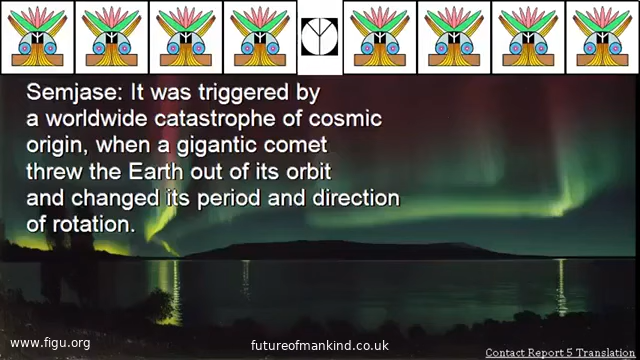 Semjase: It was triggered by
a worldwide catastrophe of cosmic
origin, when a gigantic comet
threw the Earth out of its orbit
and changed its period and direction
of rotation.
www.figu.org
futureofmankind.co.uk
Contact Report 5 Translation